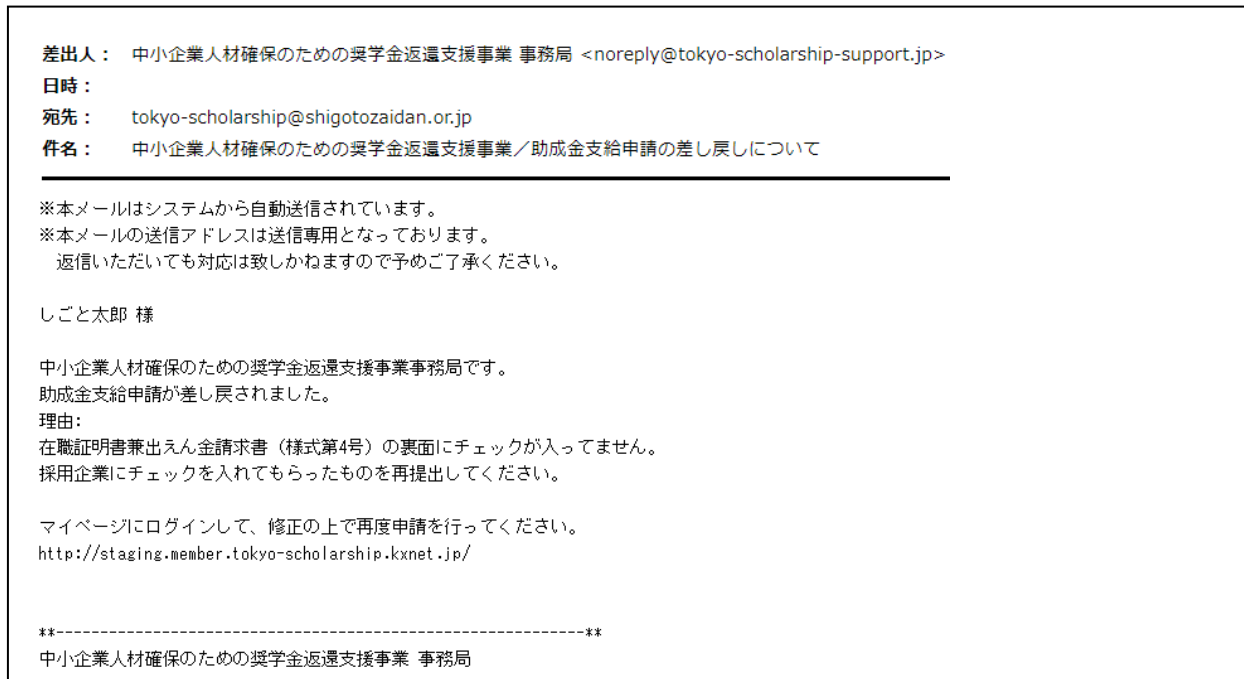 差出人： 中小企業人材確保のための奨学金返還支援事業 事務局 <noreply@tokyo-scholarship-support.jp>
日時：
宛先： tokyo-scholarship@shigotozaidan.or.jp
件名： 中小企業人材確保のための奨学金返還支援事業／助成金支給申請の差し戻しについて
※本メールはシステムから自動送信されています。
※本メールの送信アドレスは送信専用となっております。
返信いただいても対応は致しかねますので予めご了承ください。
しごと太郎 様
中小企業人材確保のための奨学金返還支援事業事務局です。
助成金支給申請が差し戻されました。
理由:
在職証明書兼出えん金請求書（様式第4号）の裏面にチェックが入ってません。
採用企業にチェックを入れてもらったものを再提出してください。
マイページにログインして、修正の上で再度申請を行ってください。
http://staging.member.tokyo-scholarship.kxnet.jp/
**------------------------------------------------------------**
中小企業人材確保のための奨学金返還支援事業 事務局